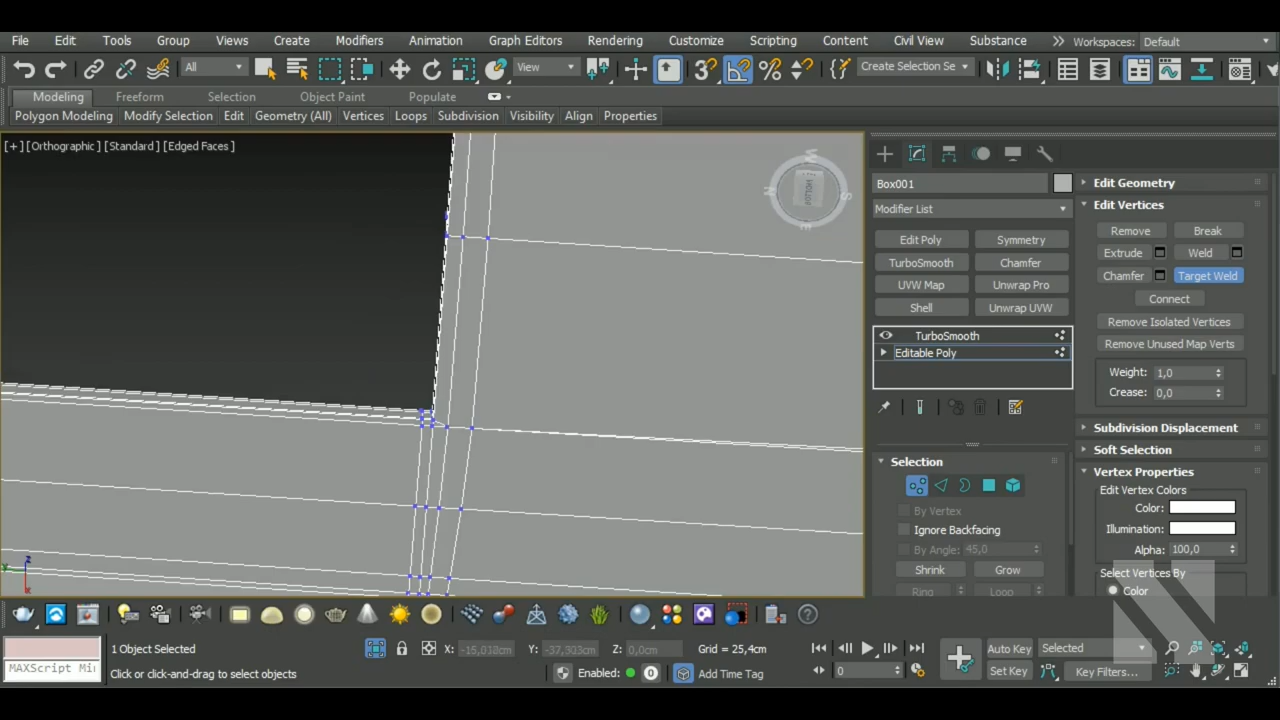 File Edit Tools Group Views Create Modifiers Animation Graph Editors Rendering Customize Scripting Content Civil View Substance Workspaces: Default
All View Create Selection Se
Modeling Freeform Selection Object Paint Populate
Polygon Modeling Modify Selection Edit Geometry (All) Vertices Loops Subdivision Visibility Align Properties
[+] [Orthographic] [Standard] [Edged Faces]
Box001
Modifier List
Edit Poly Symmetry
TurboSmooth Chamfer
UVW Map Unwrap Pro
Shell Unwrap UVW
TurboSmooth
Editable Poly
Selection
By Vertex
Ignore Backfacing
By Angle: 45,0
Shrink Grow
Ring Loop
Edit Geometry
Edit Vertices
Remove Break
Extrude Weld
Chamfer Target Weld
Connect
Remove Isolated Vertices
Remove Unused Map Verts
Weight: 1,0
Crease: 0,0
Subdivision Displacement
Soft Selection
Vertex Properties
Edit Vertex Colors
Color:
Illumination:
Alpha: 100,0
Select Vertices By
Color
1 Object Selected X: -15,018cm Y: -37,303cm Z: 0,0cm Grid = 25,4cm Auto Key Selected
MAXScript Mi Click or click-and-drag to select objects Enabled: 0 Add Time Tag 0 Set Key Key Filters...